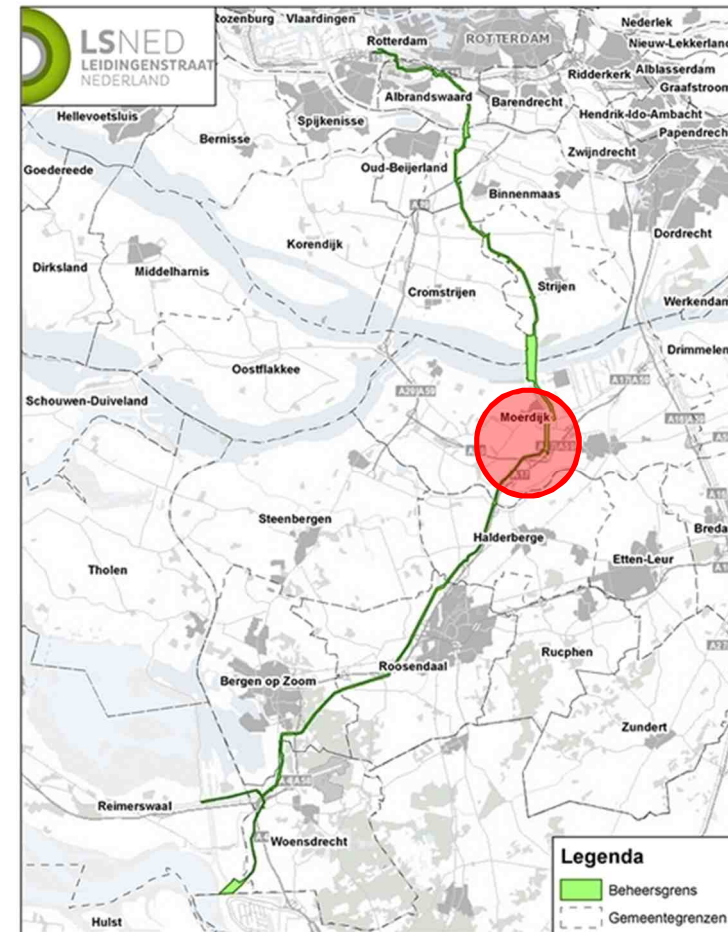 LSNED
LEIDINGENSTRAAT
NEDERLAND
Vlaardingen
Rotterdam
ROTTERDAM
Nederlek
Nieuw-Lekkerland
Ridderkerk
Alblasserdam
Graafstroom
Albrandswaard
Barendrecht
Hendrik-Ido-Ambacht
Papendrecht
Hellevoetsluis
Spijkenisse
Bernisse
Zwijndrecht
Goedereede
Oud-Beijerland
Binnenmaas
Dordrecht
Korendijk
Dirksland
Middelharnis
Cromstrijen
Strijen
Werkendam
Drimmelen
Oostflakkee
A29|A59
Schouwen-Duiveland
Moerdijk
A17
Steenbergen
Halderberge
Breda
Tholen
Etten-Leur
Rucphen
Roosendaal
Bergen op Zoom
Zundert
Reimerswaal
Woensdrecht
Hulst
Legenda
Beheersgrens
Gemeentegrenzen